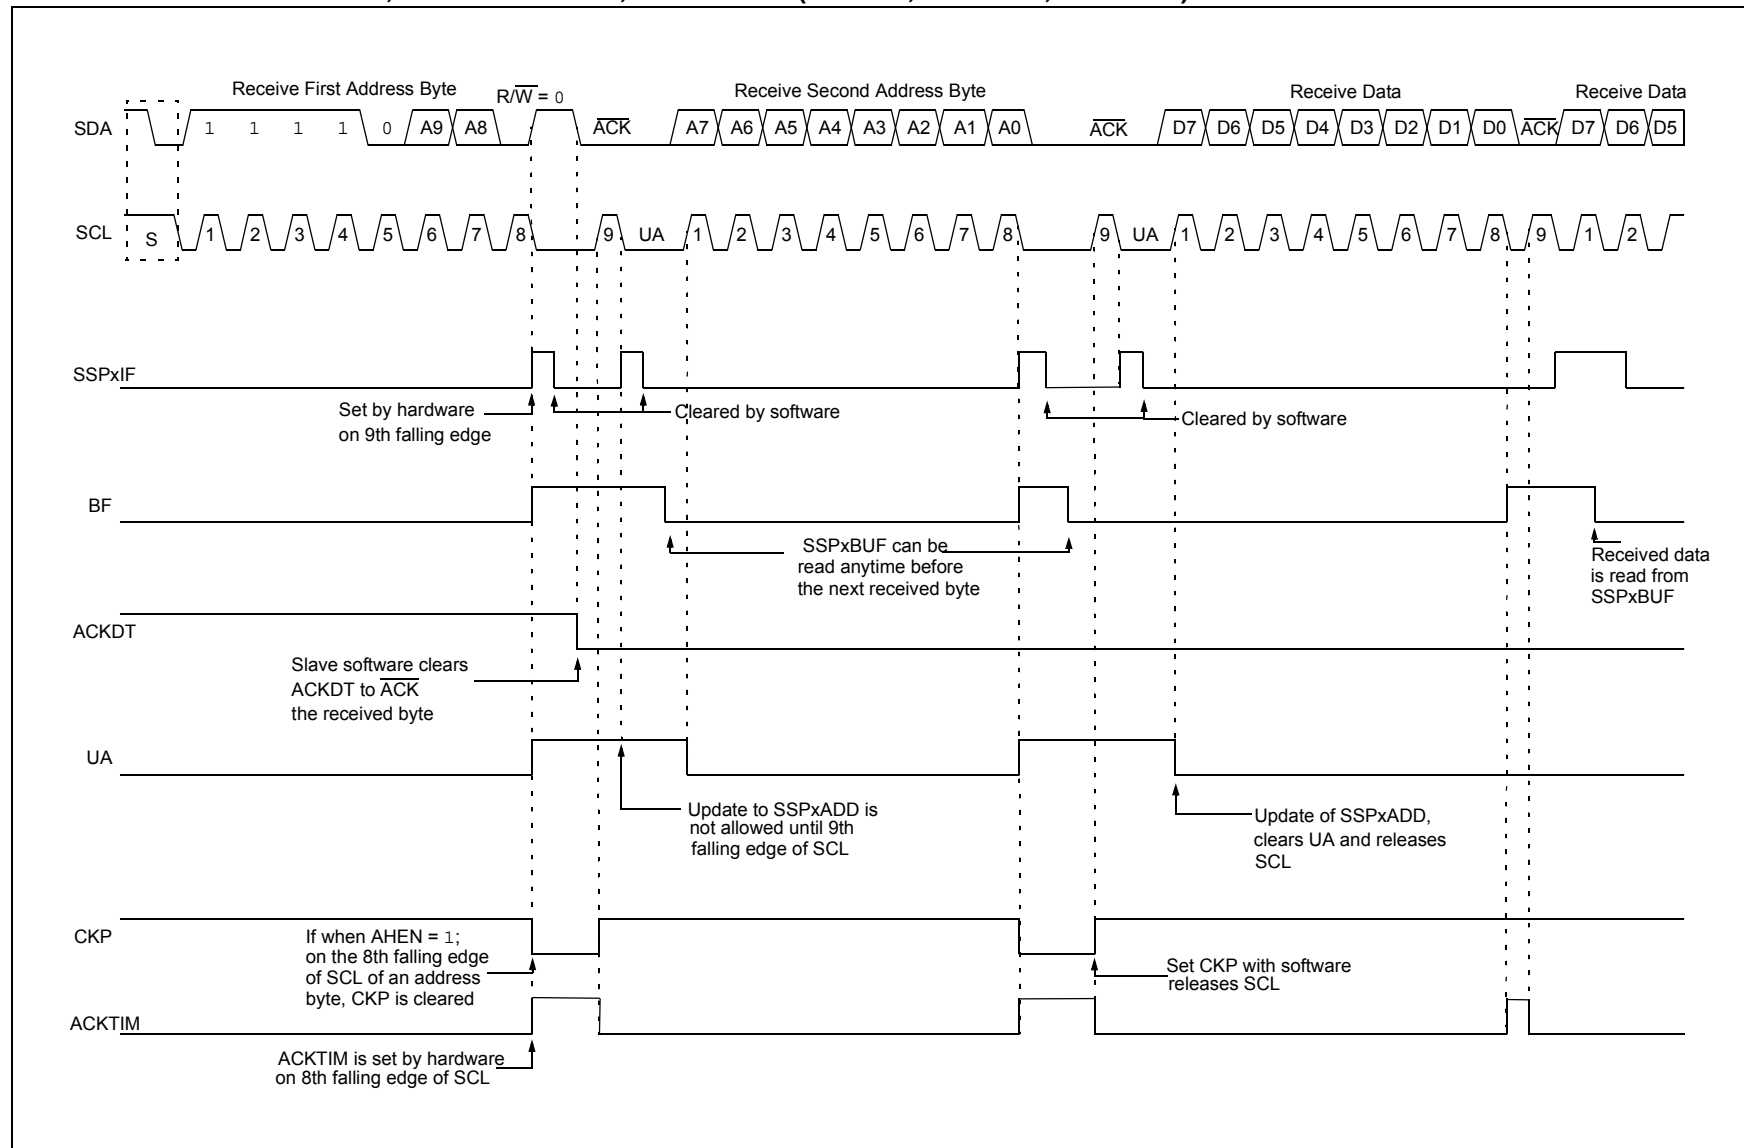 Receive First Address Byte
R/W = 0
Receive Second Address Byte
Receive Data
Receive Data
SDA
1 1 1 1 0 A9 A8 ACK A7 A6 A5 A4 A3 A2 A1 A0 ACK D7 D6 D5 D4 D3 D2 D1 D0 ACK D7 D6 D5
SCL
S 1 2 3 4 5 6 7 8 9 UA 1 2 3 4 5 6 7 8 9 UA 1 2 3 4 5 6 7 8 9 1 2
SSPxIF
Set by hardware
on 9th falling edge
Cleared by software
Cleared by software
BF
SSPxBUF can be
read anytime before
the next received byte
Received data
is read from
SSPxBUF
ACKDT
Slave software clears
ACKDT to ACK
the received byte
UA
Update to SSPxADD is
not allowed until 9th
falling edge of SCL
Update of SSPxADD,
clears UA and releases
SCL
CKP
If when AHEN = 1;
on the 8th falling edge
of SCL of an address
byte, CKP is cleared
Set CKP with software
releases SCL
ACKTIM
ACKTIM is set by hardware
on 8th falling edge of SCL